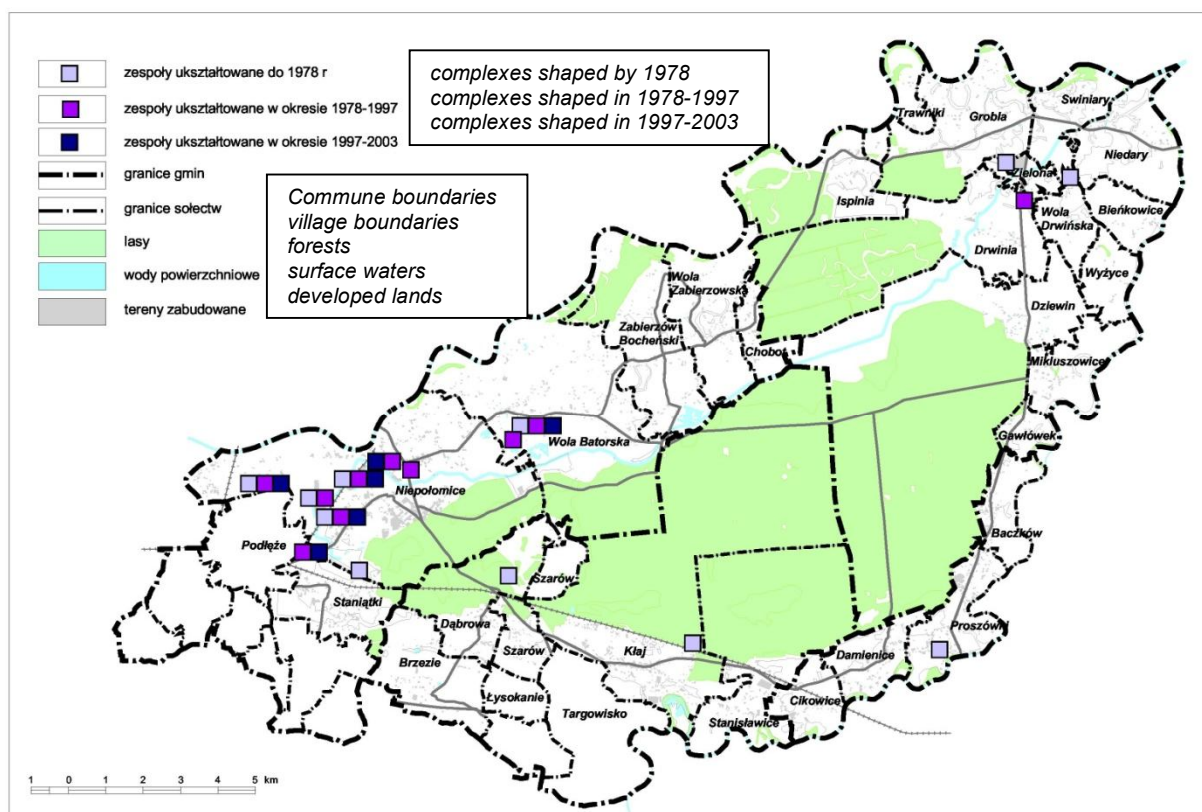 zespoły ukształtowane do 1978 r
zespoły ukształtowane w okresie 1978-1997
zespoły ukształtowane w okresie 1997-2003
granice gmin
granice sołectw
lasy
wody powierzchniowe
tereny zabudowane
complexes shaped by 1978
complexes shaped in 1978-1997
complexes shaped in 1997-2003
Commune boundaries
village boundaries
forests
surface waters
developed lands
Trawniki
Grobla
Świniary
Niedary
Zielona
Ispinia
Wola
Drwińska
Bieńkowice
Drwinia
Wyżyce
Wola
Zabierzowska
Dziewin
Zabierzów
Bocheński
Chobot
Mikluszowice
Gawłówek
Wola Batorska
Niepołomice
Baczków
Podłęże
Szarów
Staniątki
Proszówki
Dąbrowa
Szarów
Kłaj
Damienice
Brzezie
Łysokanie
Cikowice
Targowisko
Stanisławice
1 0 1 2 3 4 5 km